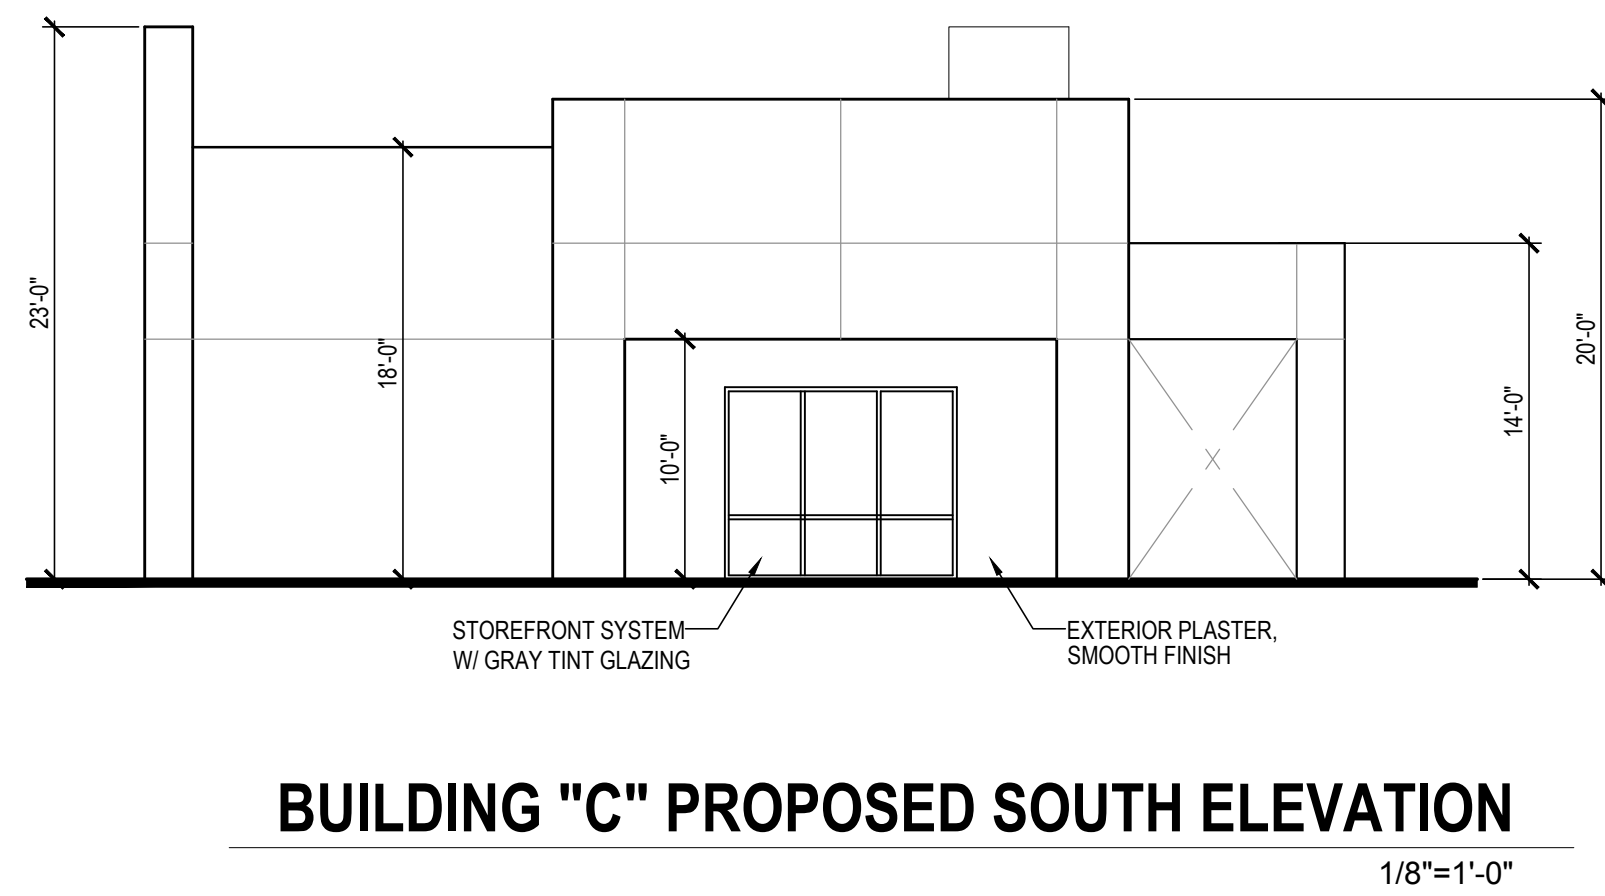 23'-0"
18'-0"
10'-0"
14'-0"
20'-0"
STOREFRONT SYSTEM
W/ GRAY TINT GLAZING
EXTERIOR PLASTER,
SMOOTH FINISH
BUILDING "C" PROPOSED SOUTH ELEVATION
1/8"=1'-0"